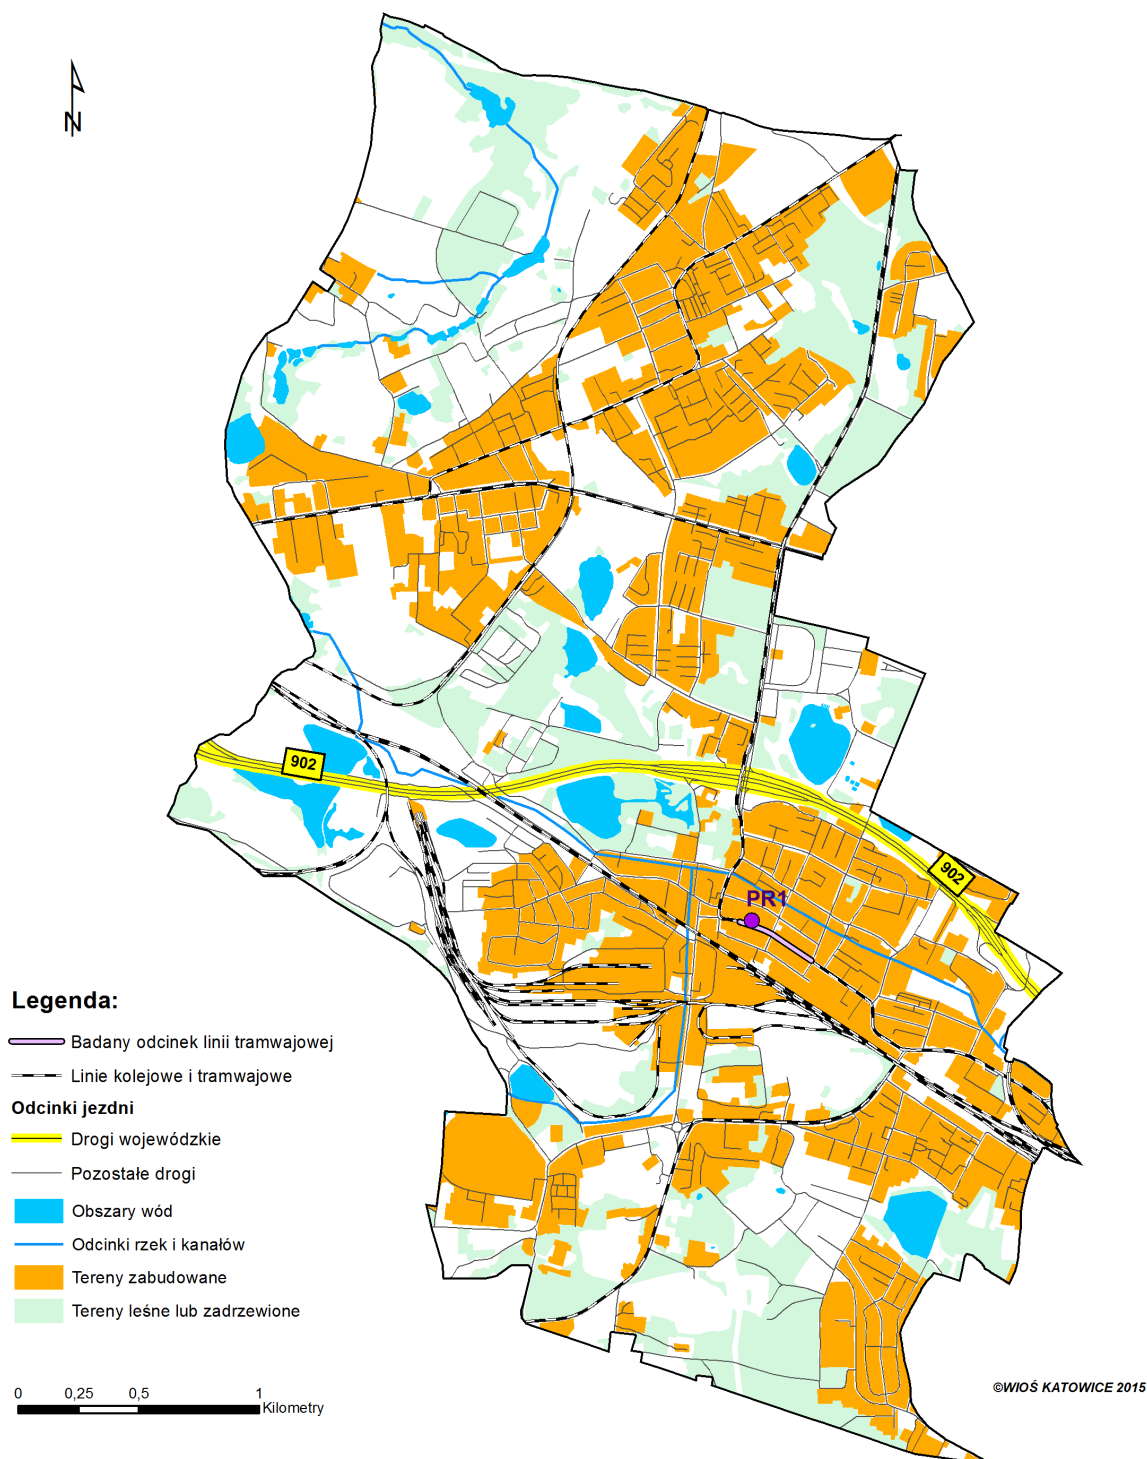 N
902
902
PR1
Legenda:
Badany odcinek linii tramwajowej
Linie kolejowe i tramwajowe
Odcinki jezdni
Drogi wojewódzkie
Pozostałe drogi
Obszary wód
Odcinki rzek i kanałów
Tereny zabudowane
Tereny leśne lub zadrzewione
0 0,25 0,5 1
Kilometry
©WIOŚ KATOWICE 2015